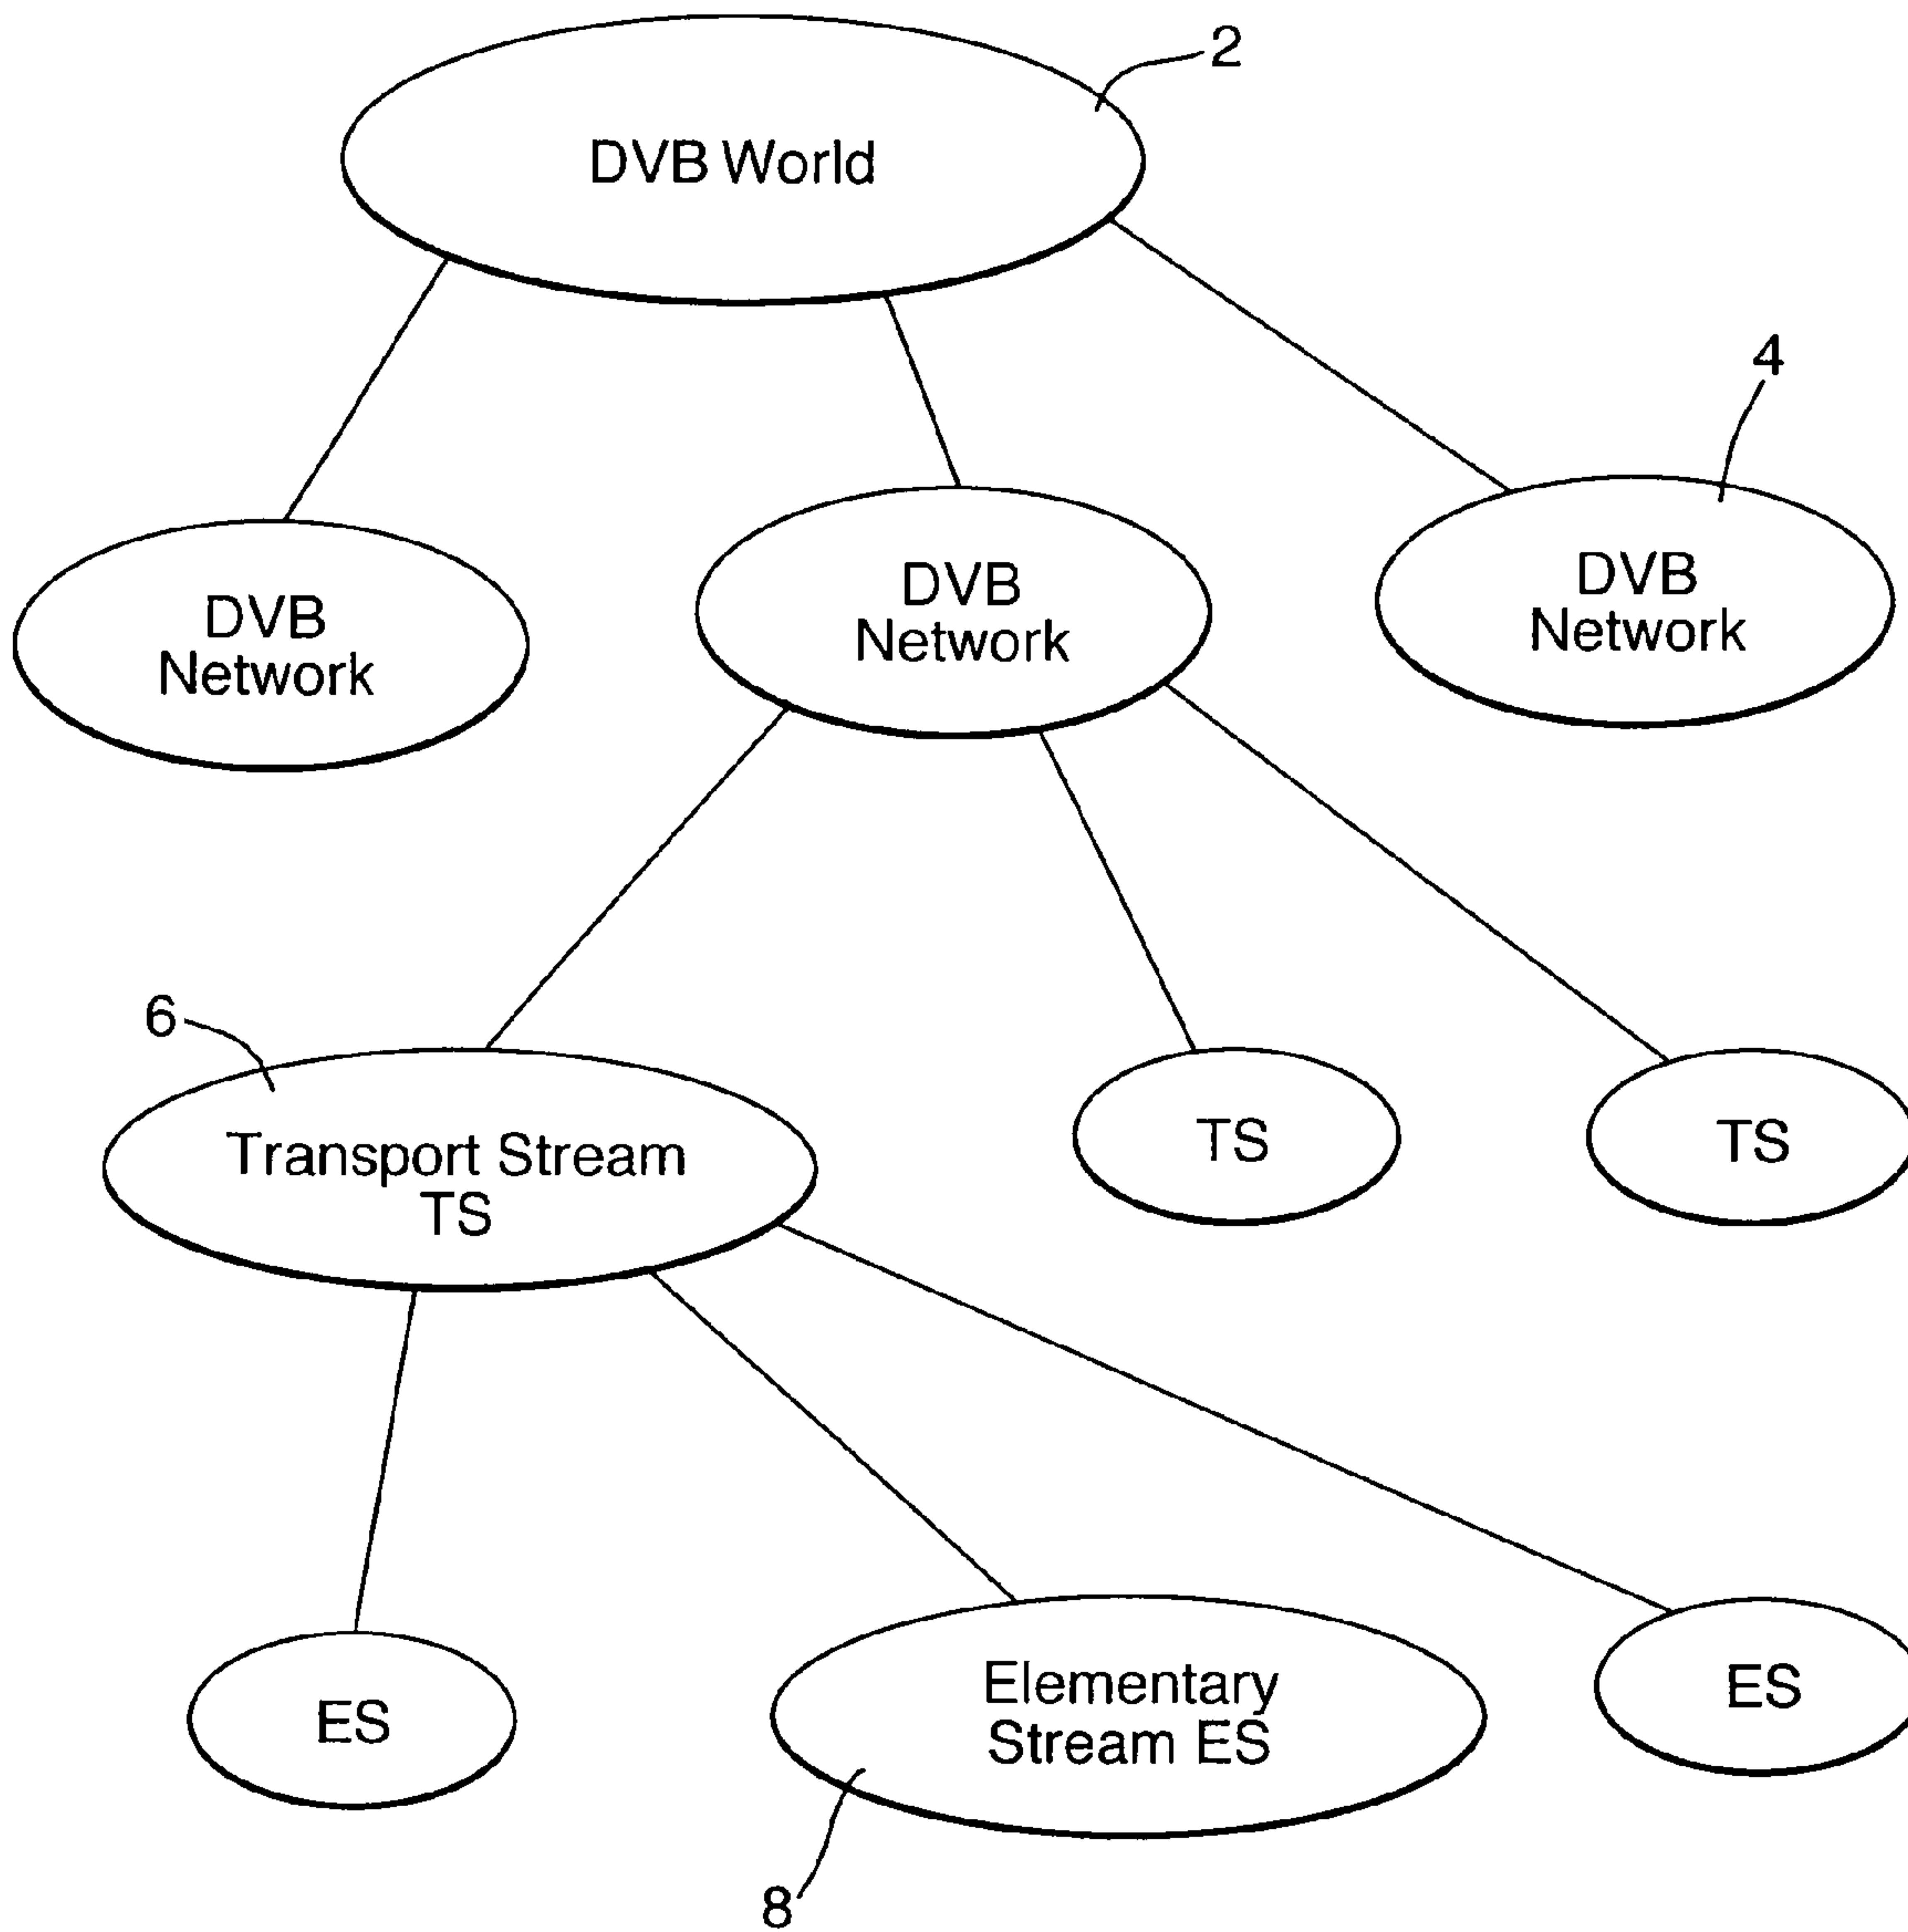 2
DVB World
4
DVB
Network
DVB
Network
DVB
Network
6
Transport Stream
TS
TS
TS
ES
Elementary
Stream ES
ES
8